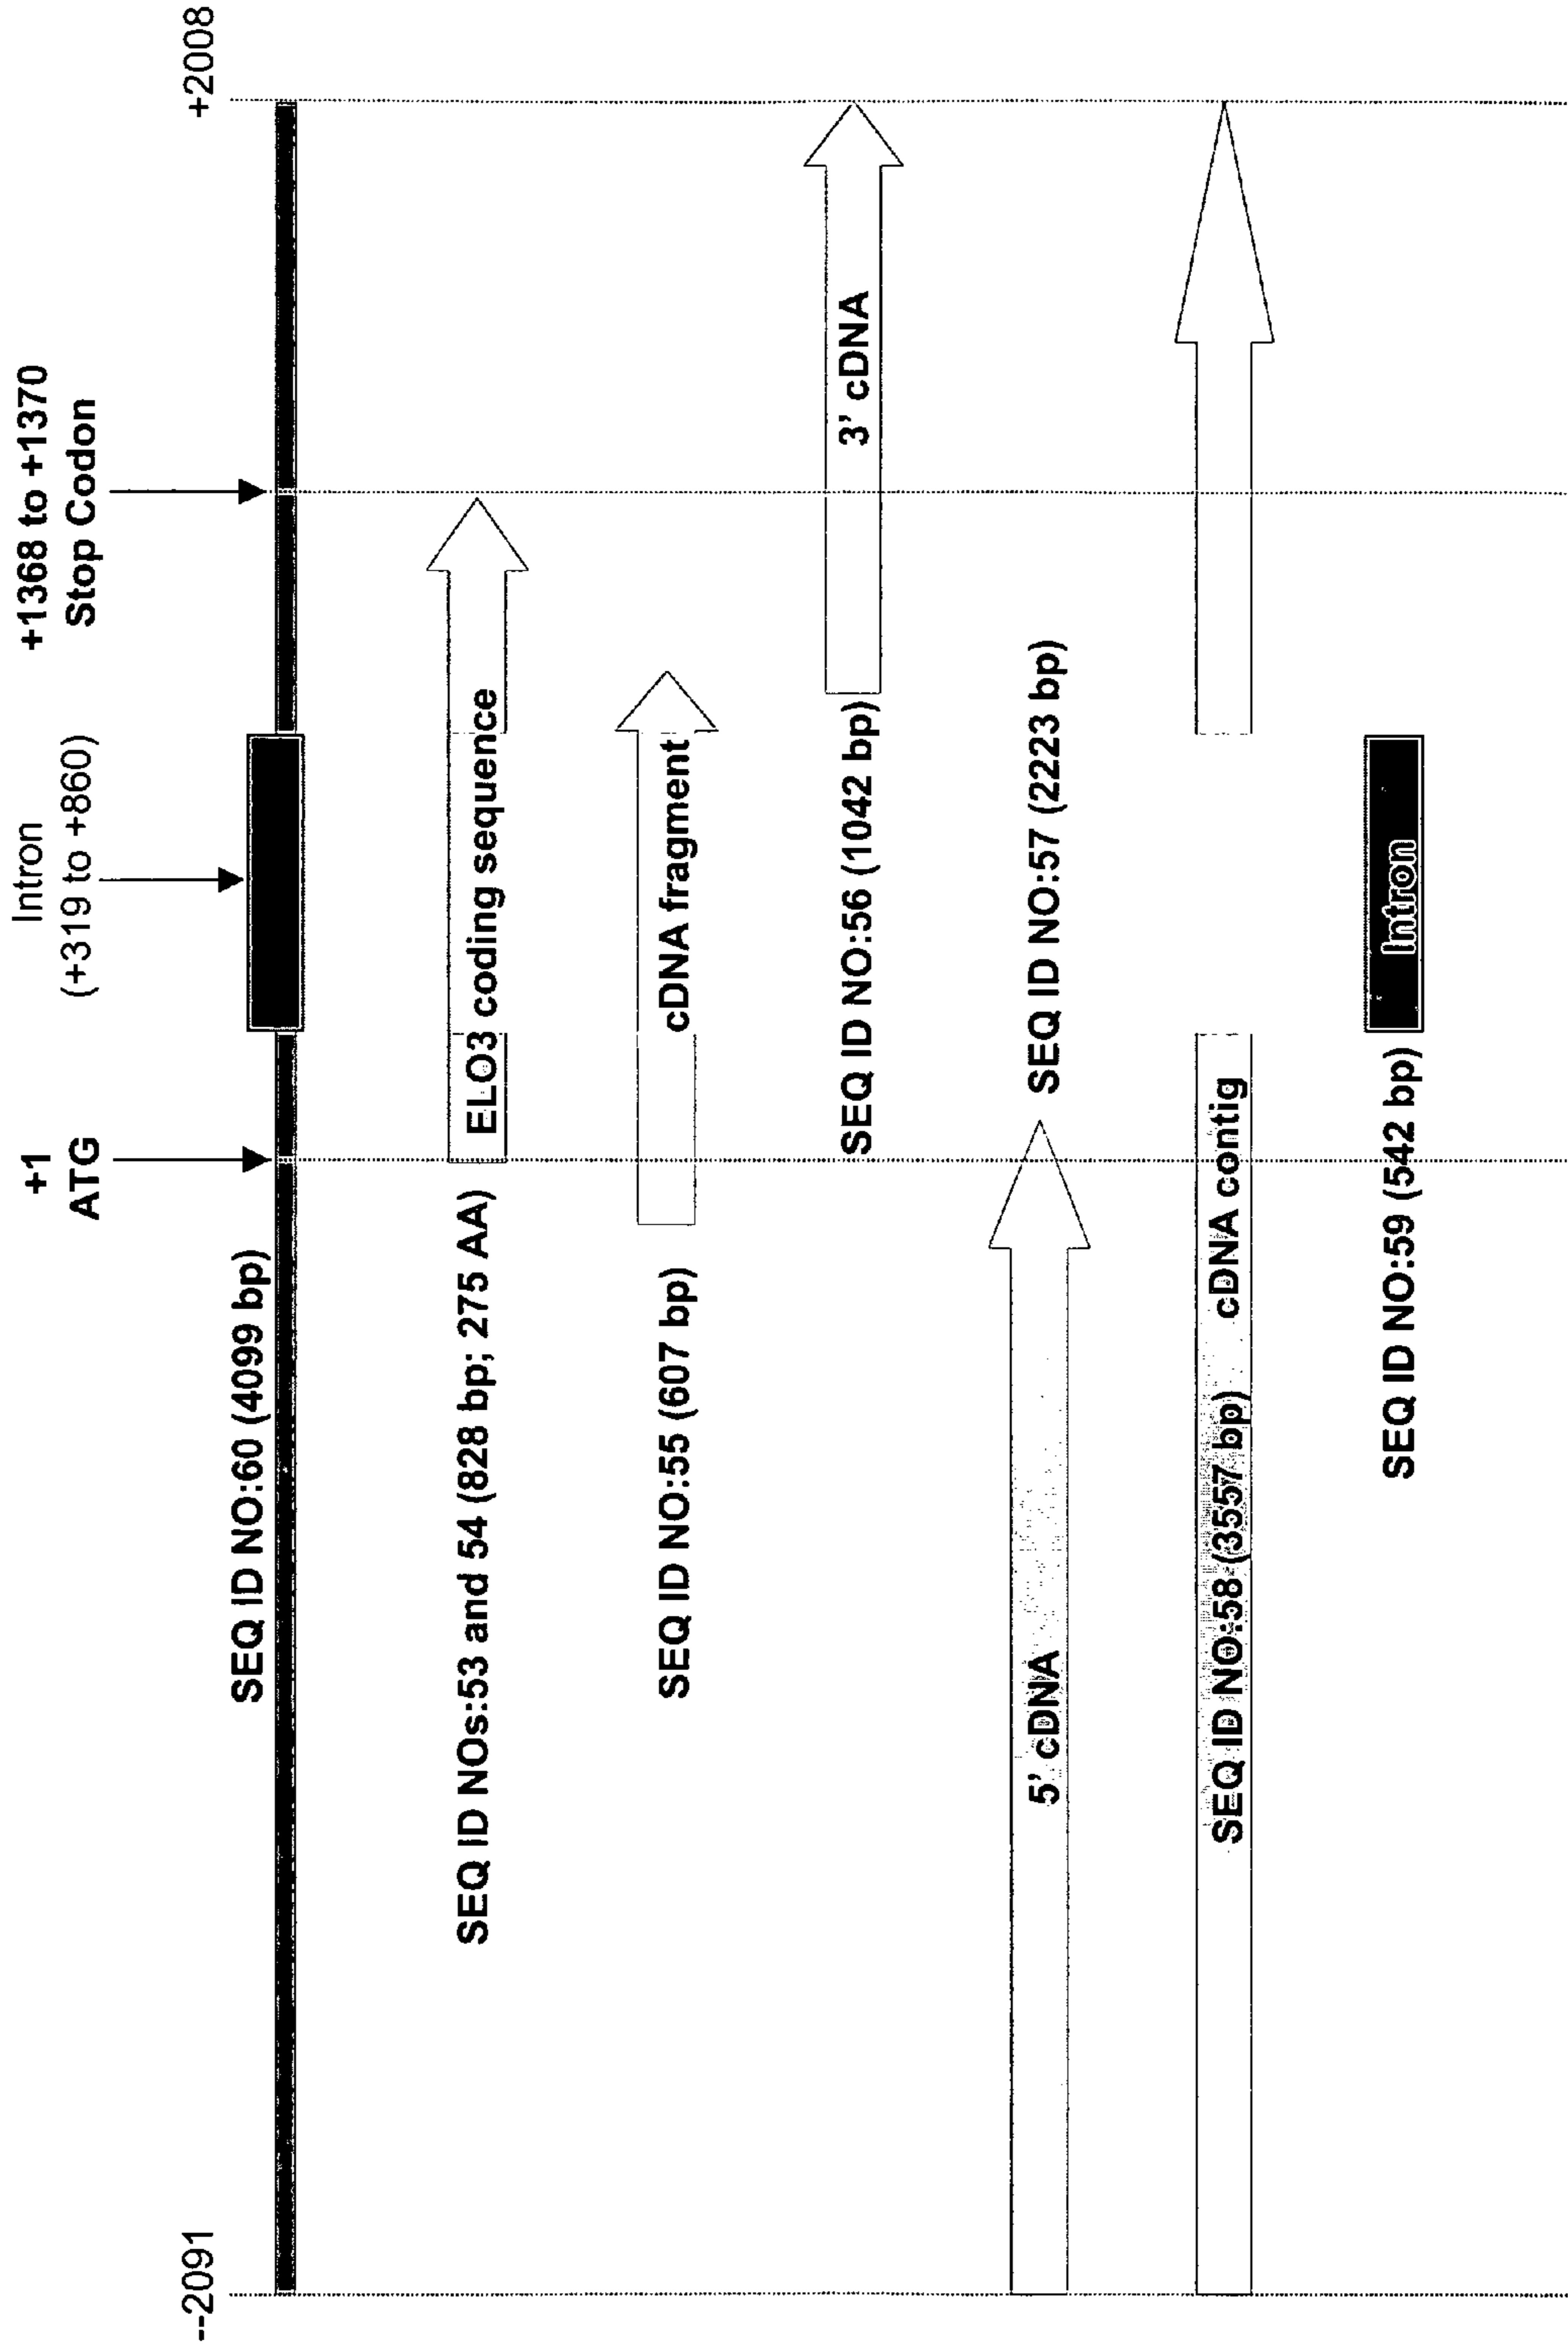 --2091
+1
ATG
Intron
(+319 to +860)
+1368 to +1370
Stop Codon
+2008
SEQ ID NO:60 (4099 bp)
SEQ ID NOs:53 and 54 (828 bp; 275 AA)
ELO3 coding sequence
SEQ ID NO:55 (607 bp)
cDNA fragment
SEQ ID NO:56 (1042 bp)
3' cDNA
5' cDNA
SEQ ID NO:57 (2223 bp)
SEQ ID NO:58 (3557 bp)
cDNA contig
SEQ ID NO:59 (542 bp)
Intron